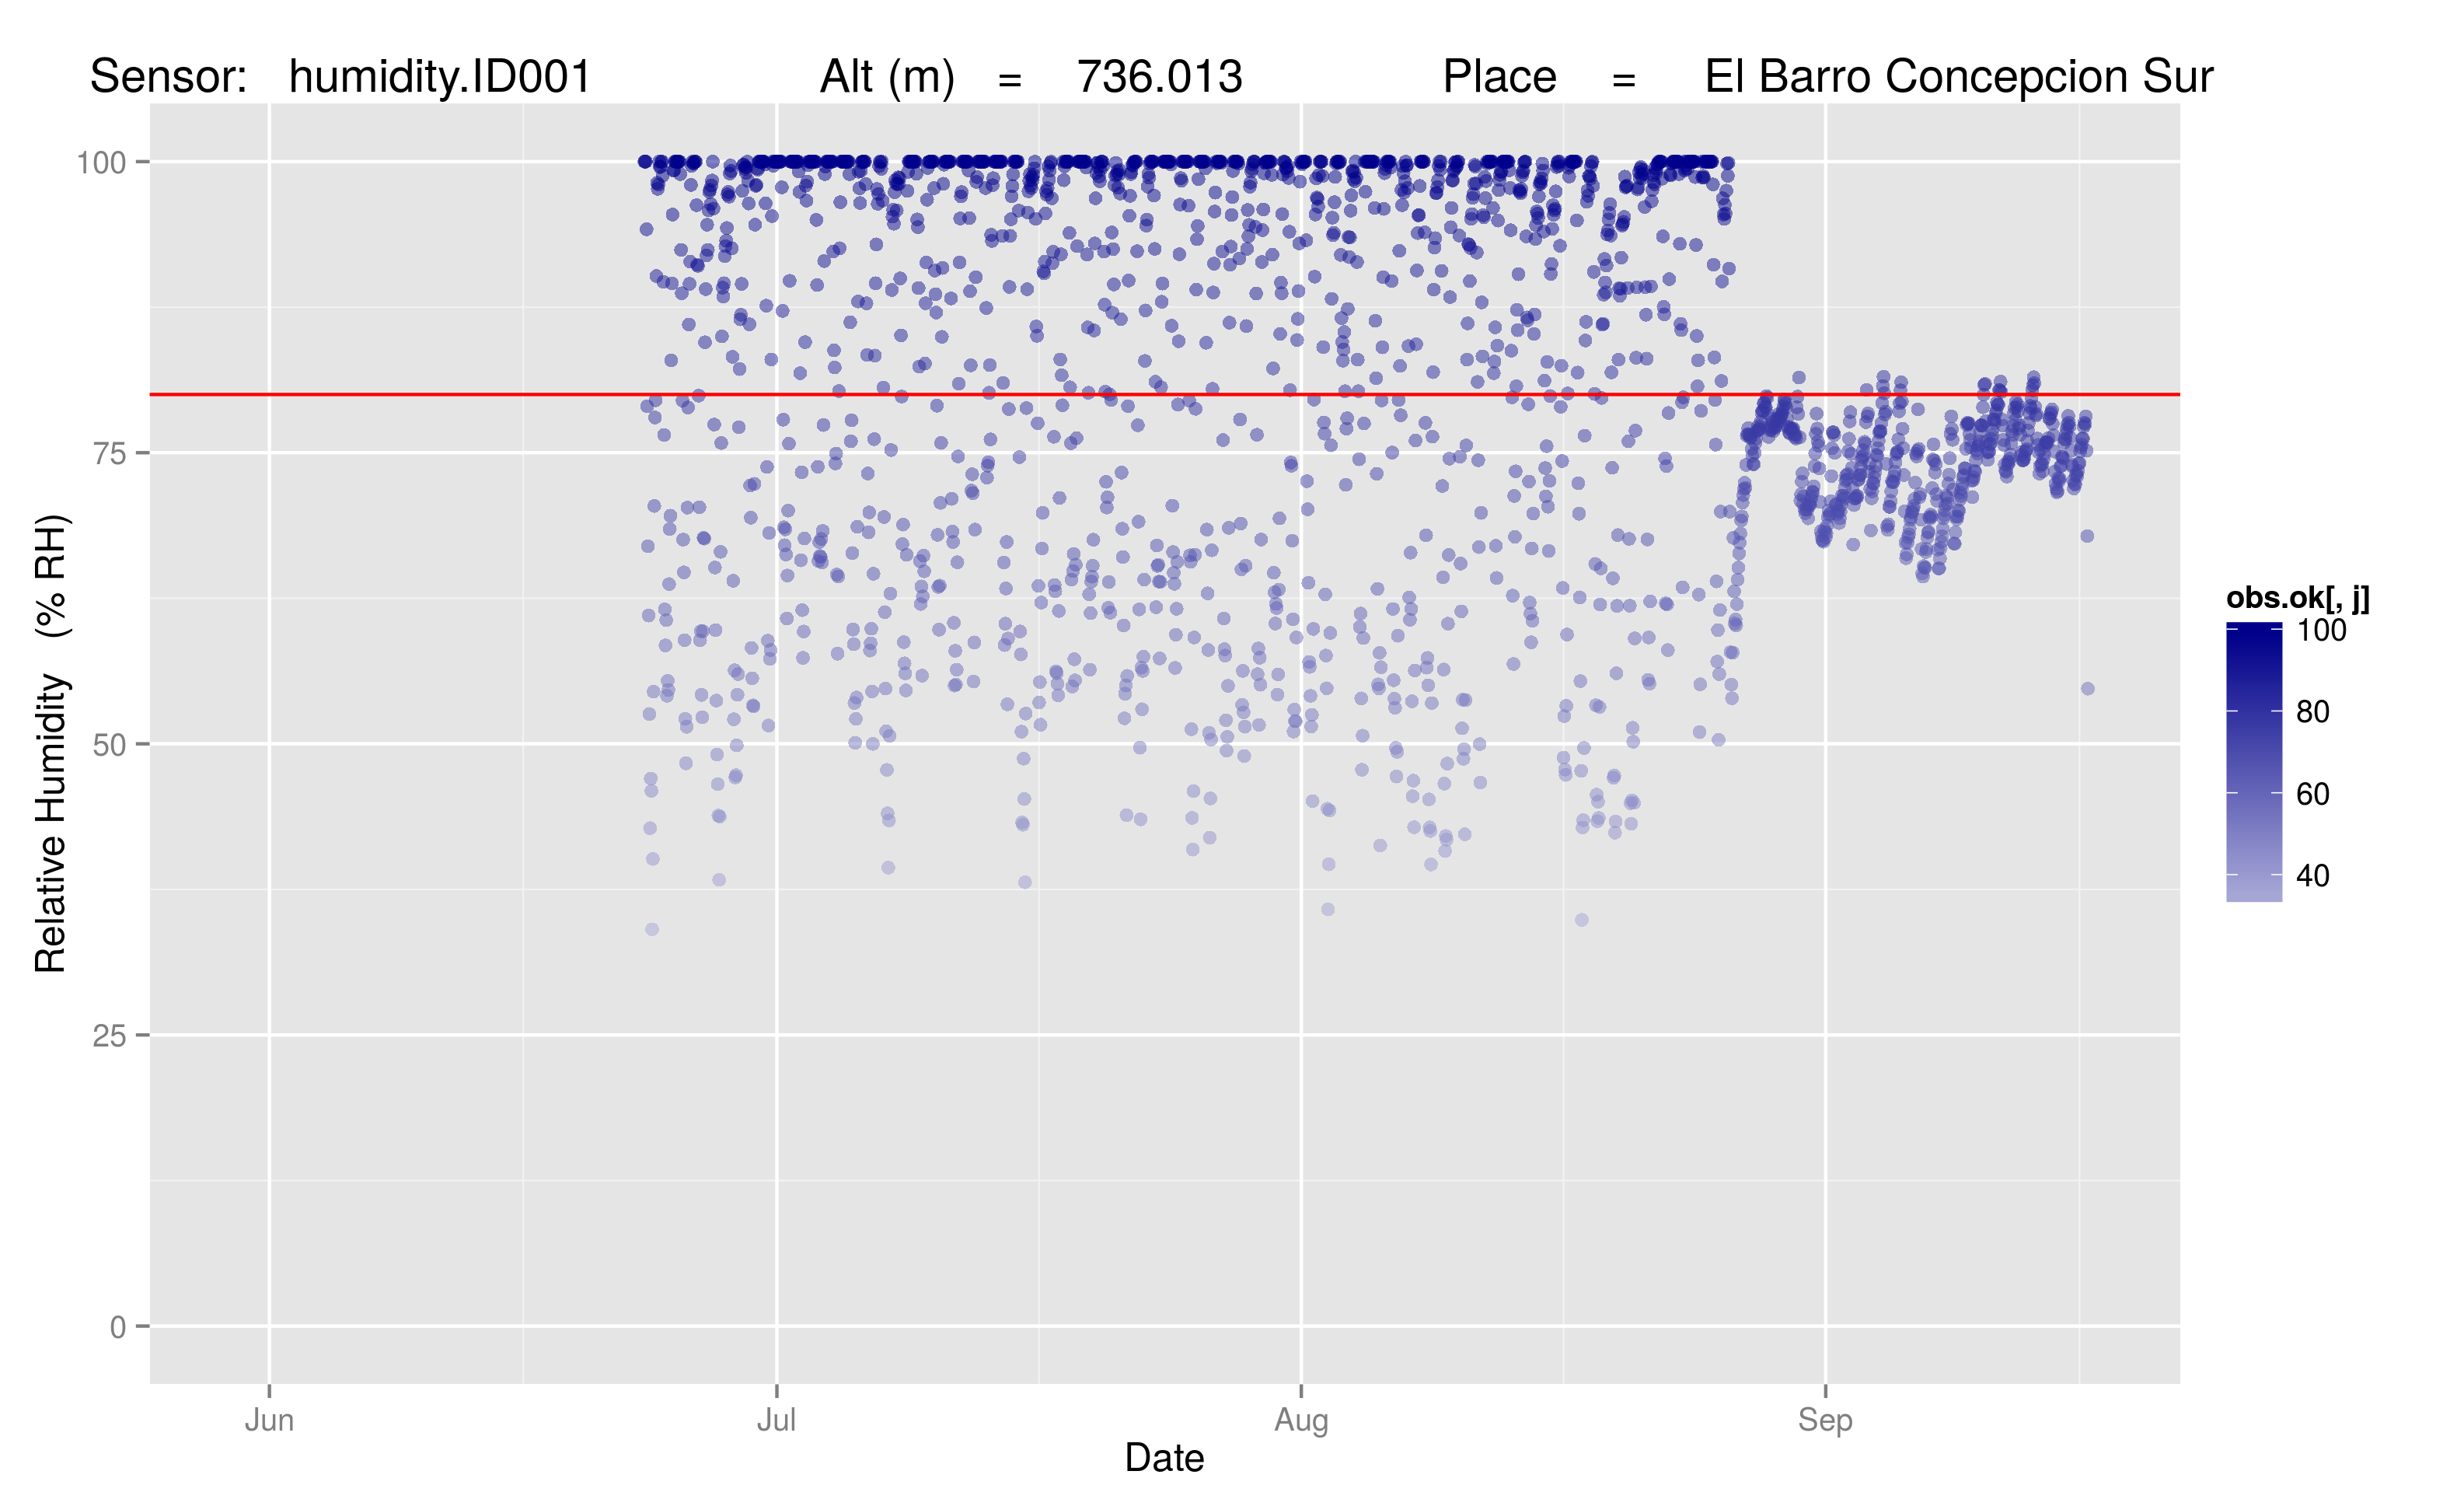 Sensor: humidity.ID001 Alt (m) = 736.013 Place = El Barro Concepcion Sur
Relative Humidity (% RH)
100
75
50
25
0
Jun Jul Aug Sep
Date
obs.ok[, j]
100
80
60
40